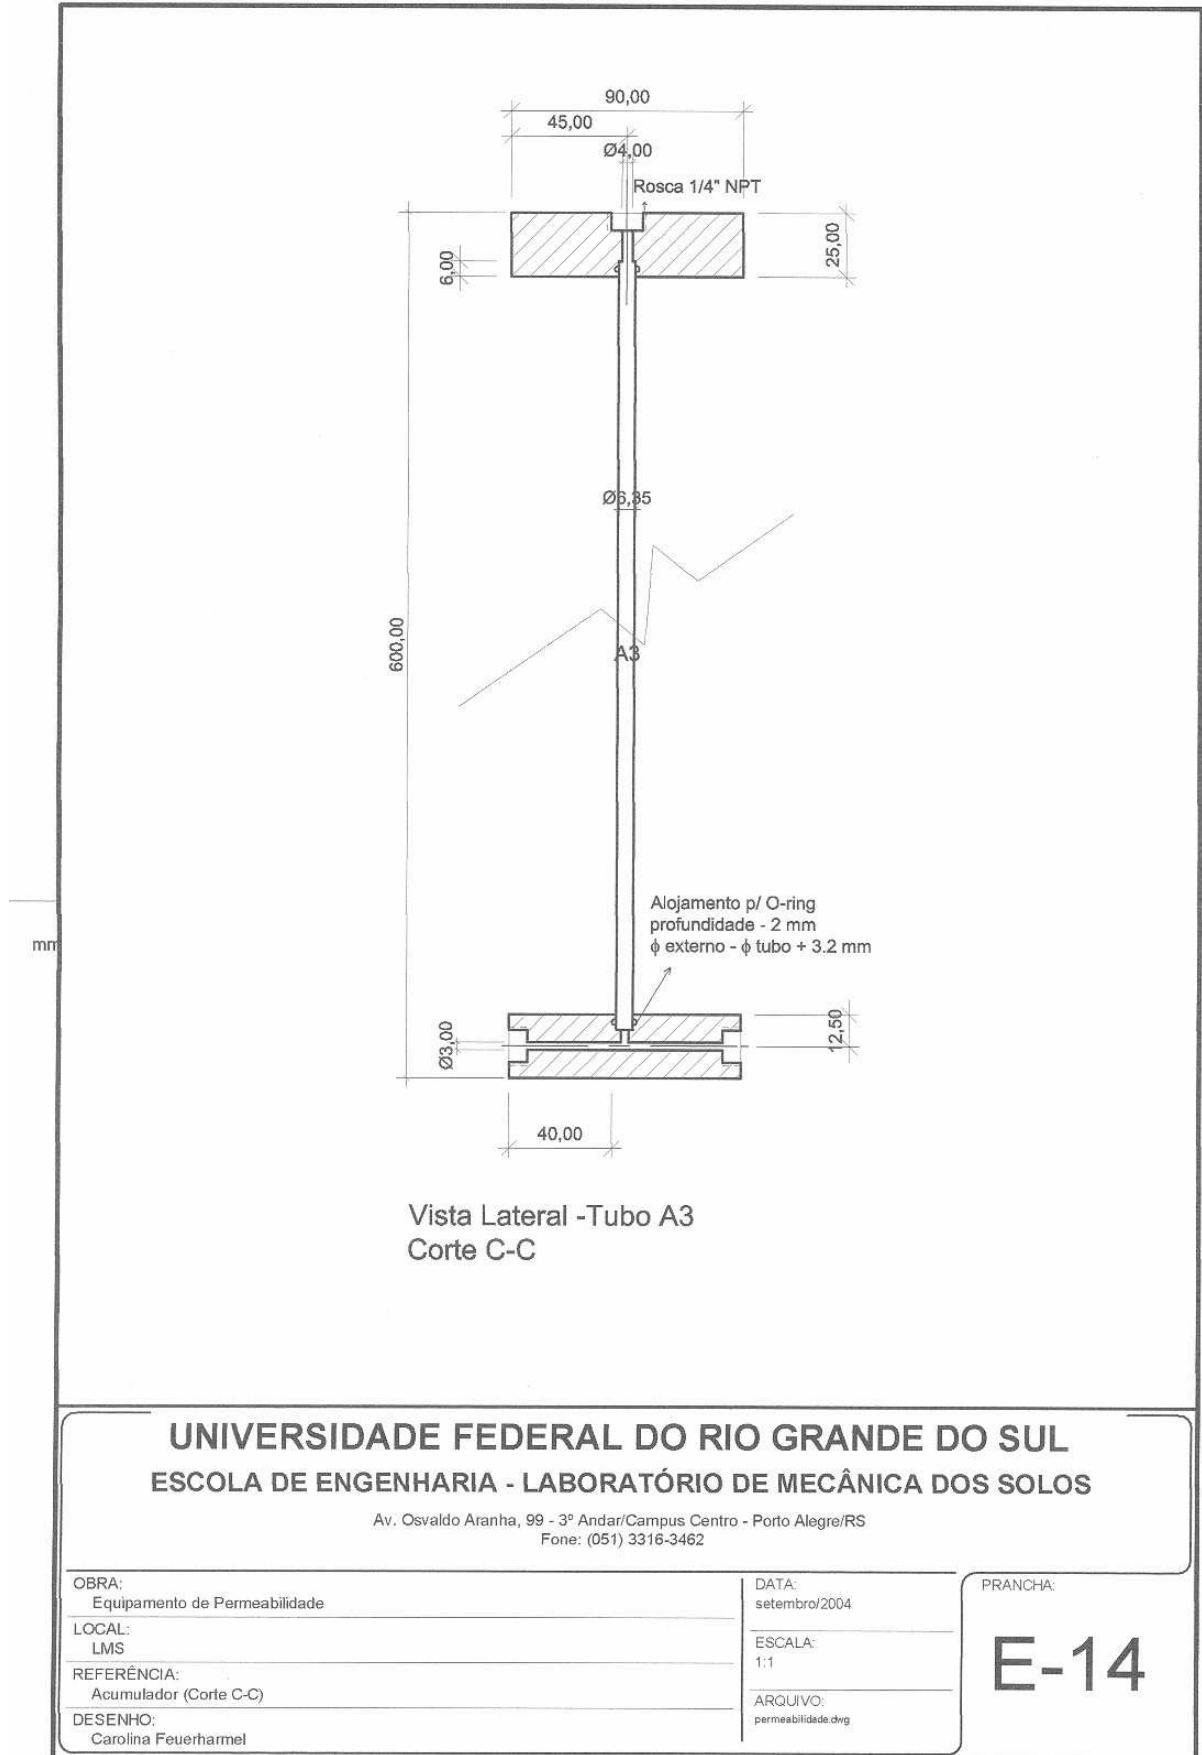 90,00
45,00
Ø4,00
Rosca 1/4" NPT
6,00
25,00
Ø6,35
600,00
A3
Alojamento p/ O-ring
profundidade - 2 mm
ϕ externo - ϕ tubo + 3.2 mm
mm
Ø3,00
12,50
40,00
Vista Lateral -Tubo A3
Corte C-C
UNIVERSIDADE FEDERAL DO RIO GRANDE DO SUL
ESCOLA DE ENGENHARIA - LABORATÓRIO DE MECÂNICA DOS SOLOS
Av. Osvaldo Aranha, 99 - 3º Andar/Campus Centro - Porto Alegre/RS
Fone: (051) 3316-3462
OBRA:
Equipamento de Permeabilidade
LOCAL:
LMS
REFERÊNCIA:
Acumulador (Corte C-C)
DESENHO:
Carolina Feuerharmel
DATA:
setembro/2004
ESCALA:
1:1
ARQUIVO:
permeabilidade.dwg
PRANCHA:
E-14